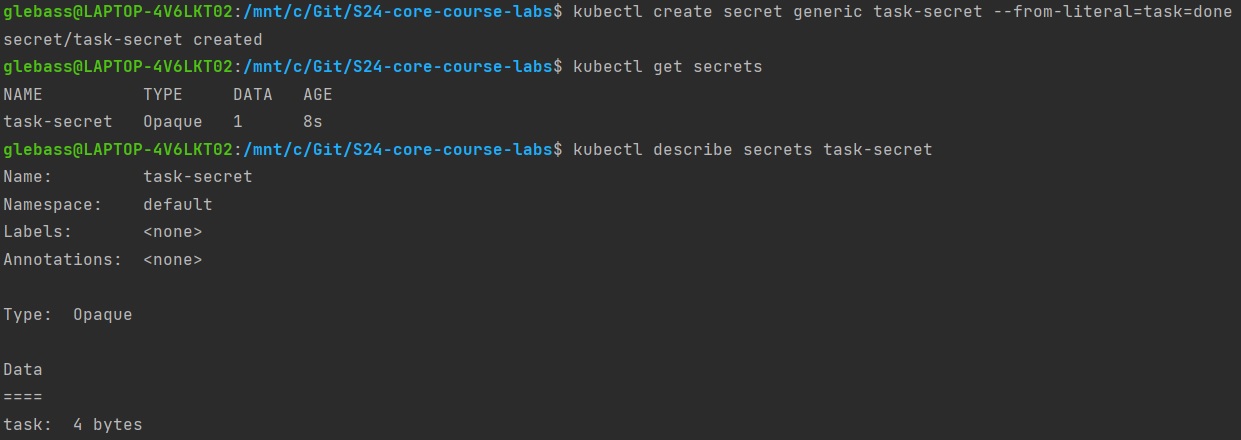 glebass@LAPTOP-4V6LKT02:/mnt/c/Git/S24-core-course-labs$ kubectl create secret generic task-secret --from-literal=task=done
secret/task-secret created
glebass@LAPTOP-4V6LKT02:/mnt/c/Git/S24-core-course-labs$ kubectl get secrets
NAME          TYPE     DATA   AGE
task-secret   Opaque   1      8s
glebass@LAPTOP-4V6LKT02:/mnt/c/Git/S24-core-course-labs$ kubectl describe secrets task-secret
Name:         task-secret
Namespace:    default
Labels:       <none>
Annotations:  <none>
Type:  Opaque
Data
====
task:  4 bytes